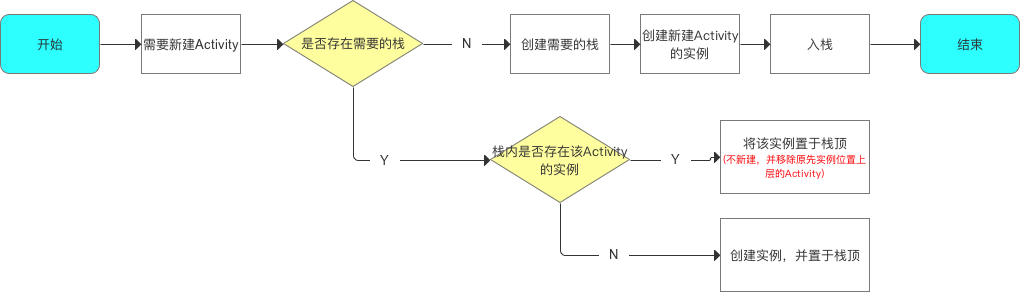 开始
需要新建Activity
是否存在需要的栈
N
创建需要的栈
创建新建Activity
的实例
入栈
结束
Y
栈内是否存在该Activity
的实例
Y
将该实例置于栈顶
(不新建，并移除原先实例位置上
层的Activity)
N
创建实例，并置于栈顶